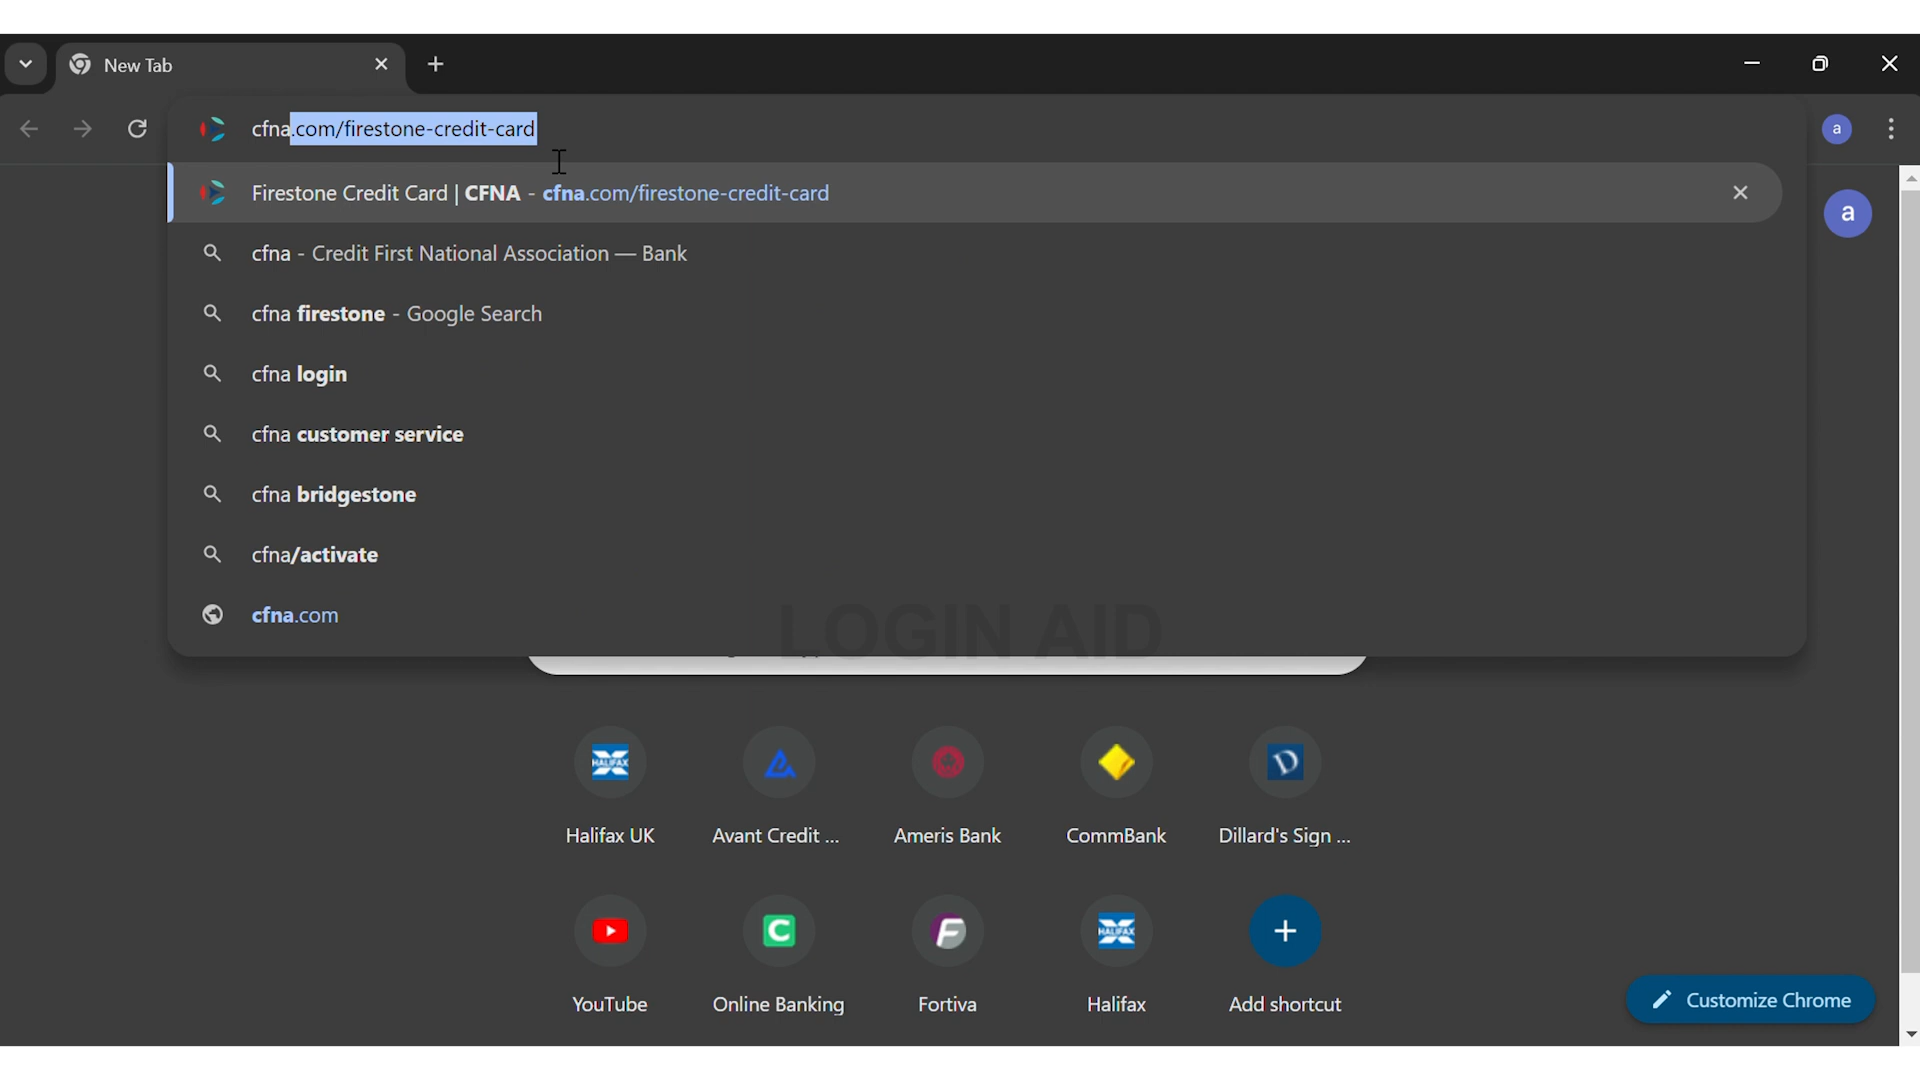 New Tab
cfna.com/firestone-credit-card
a
Firestone Credit Card | CFNA - cfna.com/firestone-credit-card
a
cfna - Credit First National Association — Bank
cfna firestone - Google Search
cfna login
cfna customer service
cfna bridgestone
cfna/activate
cfna.com
LOGIN AID
HALIFAX
D
Halifax UK
Avant Credit ...
Ameris Bank
CommBank
Dillard's Sign ...
C
F
HALIFAX
YouTube
Online Banking
Fortiva
Halifax
Add shortcut
Customize Chrome